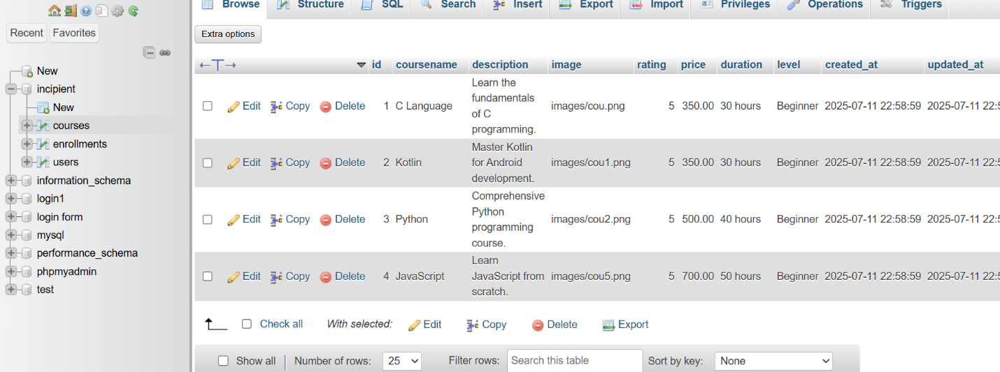 Browse Structure SQL Search Insert Export Import Privileges Operations Triggers
Recent Favorites
Extra options
New
incipient
New
courses
enrollments
users
information_schema
login1
login form
mysql
performance_schema
phpmyadmin
test
←T→ id coursename description image rating price duration level created_at updated_at
Learn the
fundamentals
Edit Copy Delete 1 C Language of C images/cou.png 5 350.00 30 hours Beginner 2025-07-11 22:58:59 2025-07-11 22:5
programming.
Master Kotlin
Edit Copy Delete 2 Kotlin for Android images/cou1.png 5 350.00 30 hours Beginner 2025-07-11 22:58:59 2025-07-11 22:5
development.
Comprehensive
Python
Edit Copy Delete 3 Python programming images/cou2.png 5 500.00 40 hours Beginner 2025-07-11 22:58:59 2025-07-11 22:5
course.
Learn
Edit Copy Delete 4 JavaScript JavaScript from images/cou5.png 5 700.00 50 hours Beginner 2025-07-11 22:58:59 2025-07-11 22:5
scratch.
Check all With selected: Edit Copy Delete Export
Show all Number of rows: 25 Filter rows: Search this table Sort by key: None